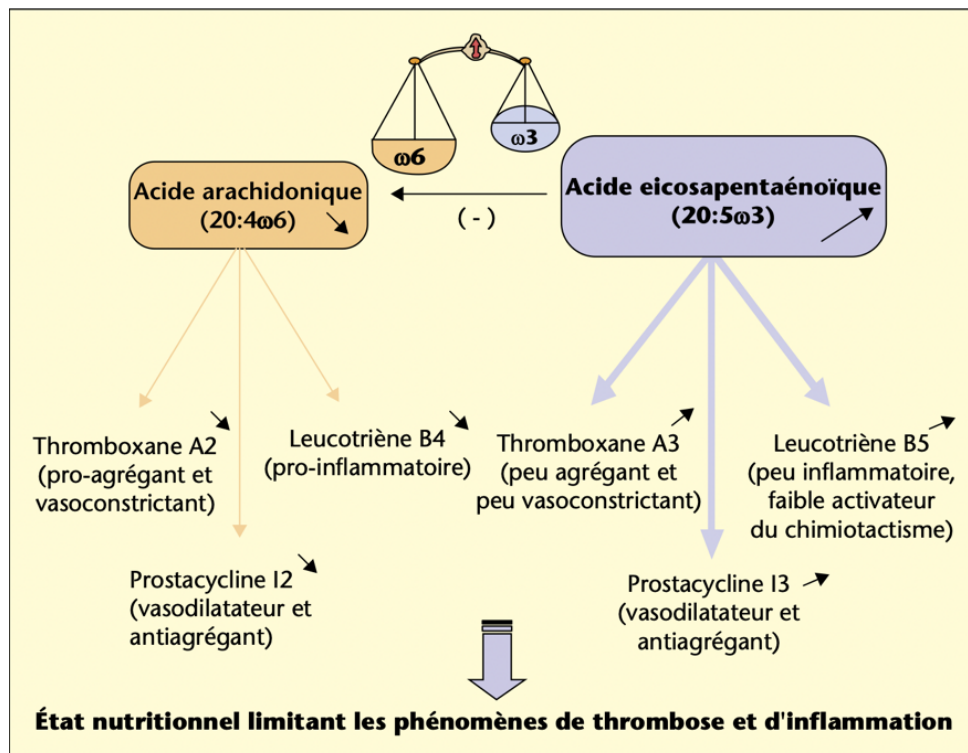 ω6
ω3
Acide arachidonique
(20:4ω6)
( - )
Acide eicosapentaénoïque
(20:5ω3)
Thromboxane A2
(pro-agrégant et
vasoconstrictant)
Leucotriène B4
(pro-inflammatoire)
Thromboxane A3
(peu agrégant et
peu vasoconstrictant)
Leucotriène B5
(peu inflammatoire,
faible activateur
du chimiotactisme)
Prostacycline I2
(vasodilatateur et
antiagrégant)
Prostacycline I3
(vasodilatateur et
antiagrégant)
État nutritionnel limitant les phénomènes de thrombose et d'inflammation